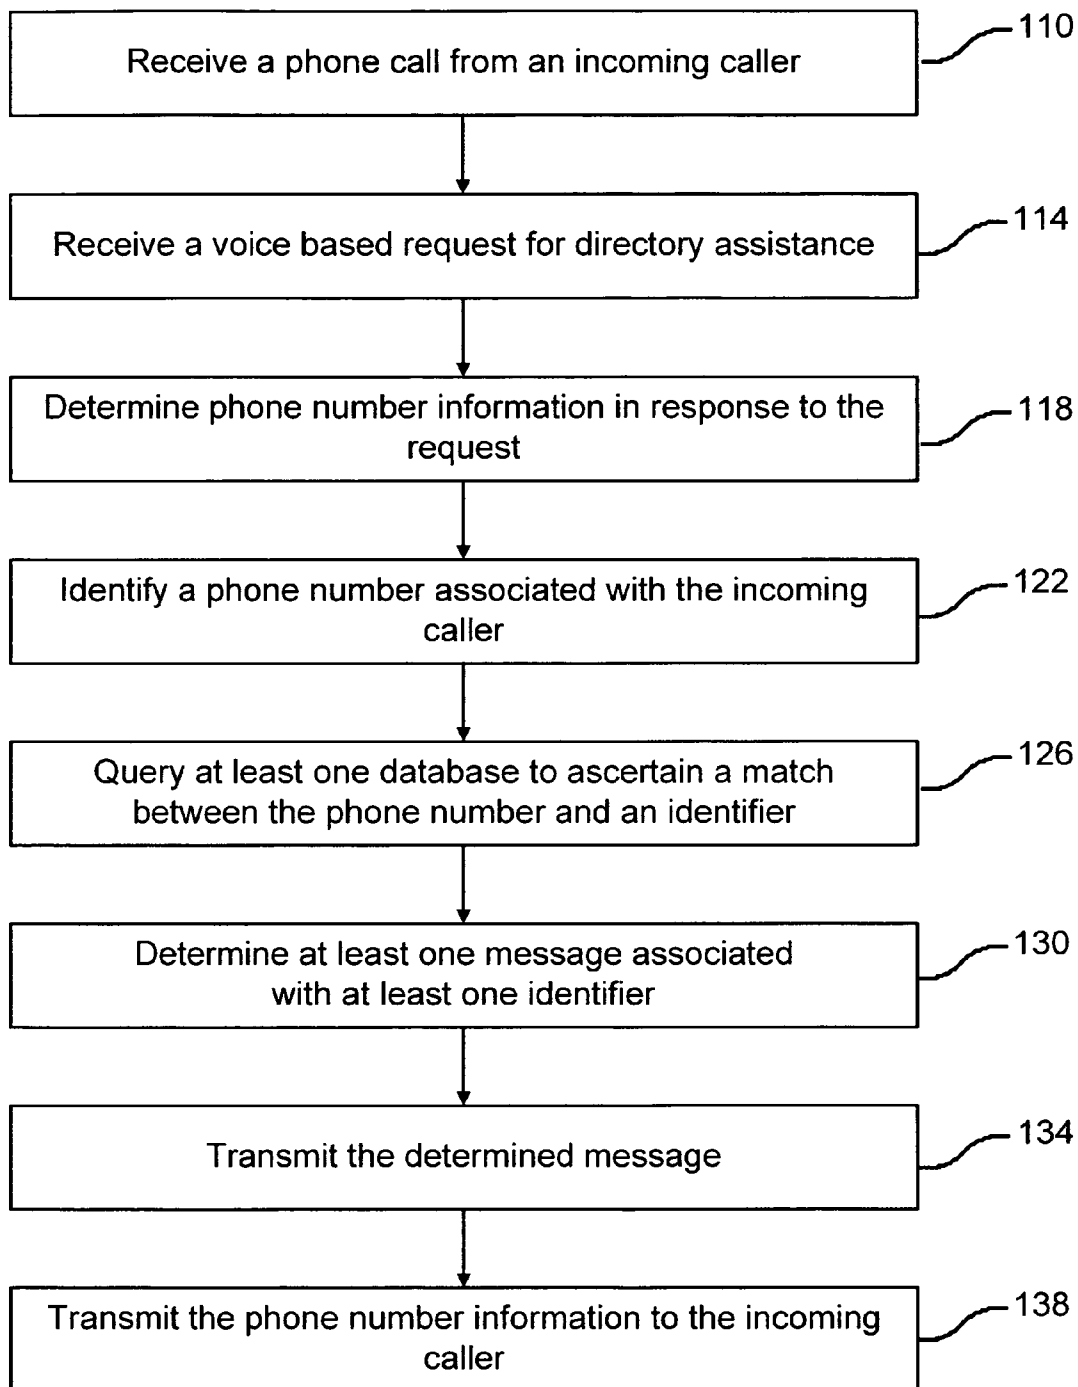 Receive a phone call from an incoming caller
110
Receive a voice based request for directory assistance
114
Determine phone number information in response to the
request
118
Identify a phone number associated with the incoming
caller
122
Query at least one database to ascertain a match
between the phone number and an identifier
126
Determine at least one message associated
with at least one identifier
130
Transmit the determined message
134
Transmit the phone number information to the incoming
caller
138